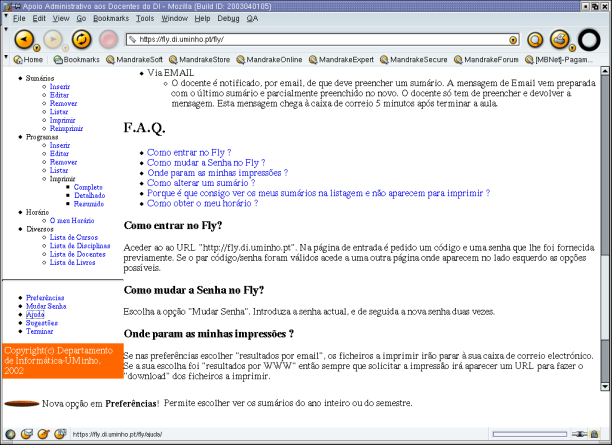 Apoio Administrativo aos Docentes do DI - Mozilla {Build ID: 2003040105}
File Edit View Go Bookmarks Tools Window Help Debug QA
https://fly.di.uminho.pt/fly/
Home Bookmarks MandrakeSoft MandrakeStore MandrakeOnline MandrakeExpert MandrakeSecure MandrakeForum [MBNet]-Pagam...
Sumários
Inserir
Editar
Remover
Listar
Imprimir
Reimprimir
Programas
Inserir
Editar
Remover
Listar
Imprimir
Completo
Detalhado
Resumido
Horário
O meu Horário
Diversos
Lista de Cursos
Lista de Disciplinas
Lista de Docentes
Lista de Livros
Preferências
Mudar Senha
Ajuda
Sugestões
Terminar
Copyright(c) Departamento
de Informática-UMinho,
2002
Via EMAIL
O docente é notificado, por email, de que deve preencher um sumário. A mensagem de Email vem preparada
com o último sumário e parcialmente preenchido no novo. O docente só tem de preencher e devolver a
mensagem. Esta mensagem chega à caixa de correio 5 minutos após terminar a aula.
F.A.Q.
Como entrar no Fly ?
Como mudar a Senha no Fly ?
Onde param as minhas impressões ?
Como alterar um sumário ?
Porque é que consigo ver os meus sumários na listagem e não aparecem para imprimir ?
Como obter o meu horário ?
Como entrar no Fly?
Aceder ao ao URL "http://fly.di.uminho.pt". Na página de entrada é pedido um código e uma senha que lhe foi fornecida
previamente. Se o par código/senha foram válidos acede a uma outra página onde aparecem no lado esquerdo as opções
possíveis.
Como mudar a Senha no Fly?
Escolha a opção "Mudar Senha". Introduza a senha actual, e de seguida a nova senha duas vezes.
Onde param as minhas impressões ?
Se nas preferências escolher "resultados por email", os ficheiros a imprimir irão parar à sua caixa de correio electrónico.
Se a sua escolha foi "resultados por WWW" então sempre que solicitar a impressão irá aparecer um URL para fazer o
"download" dos ficheiros a imprimir.
Nova opção em Preferências! Permite escolher ver os sumários do ano inteiro ou do semestre.
https://fly.di.uminho.pt/fly/ajuda/